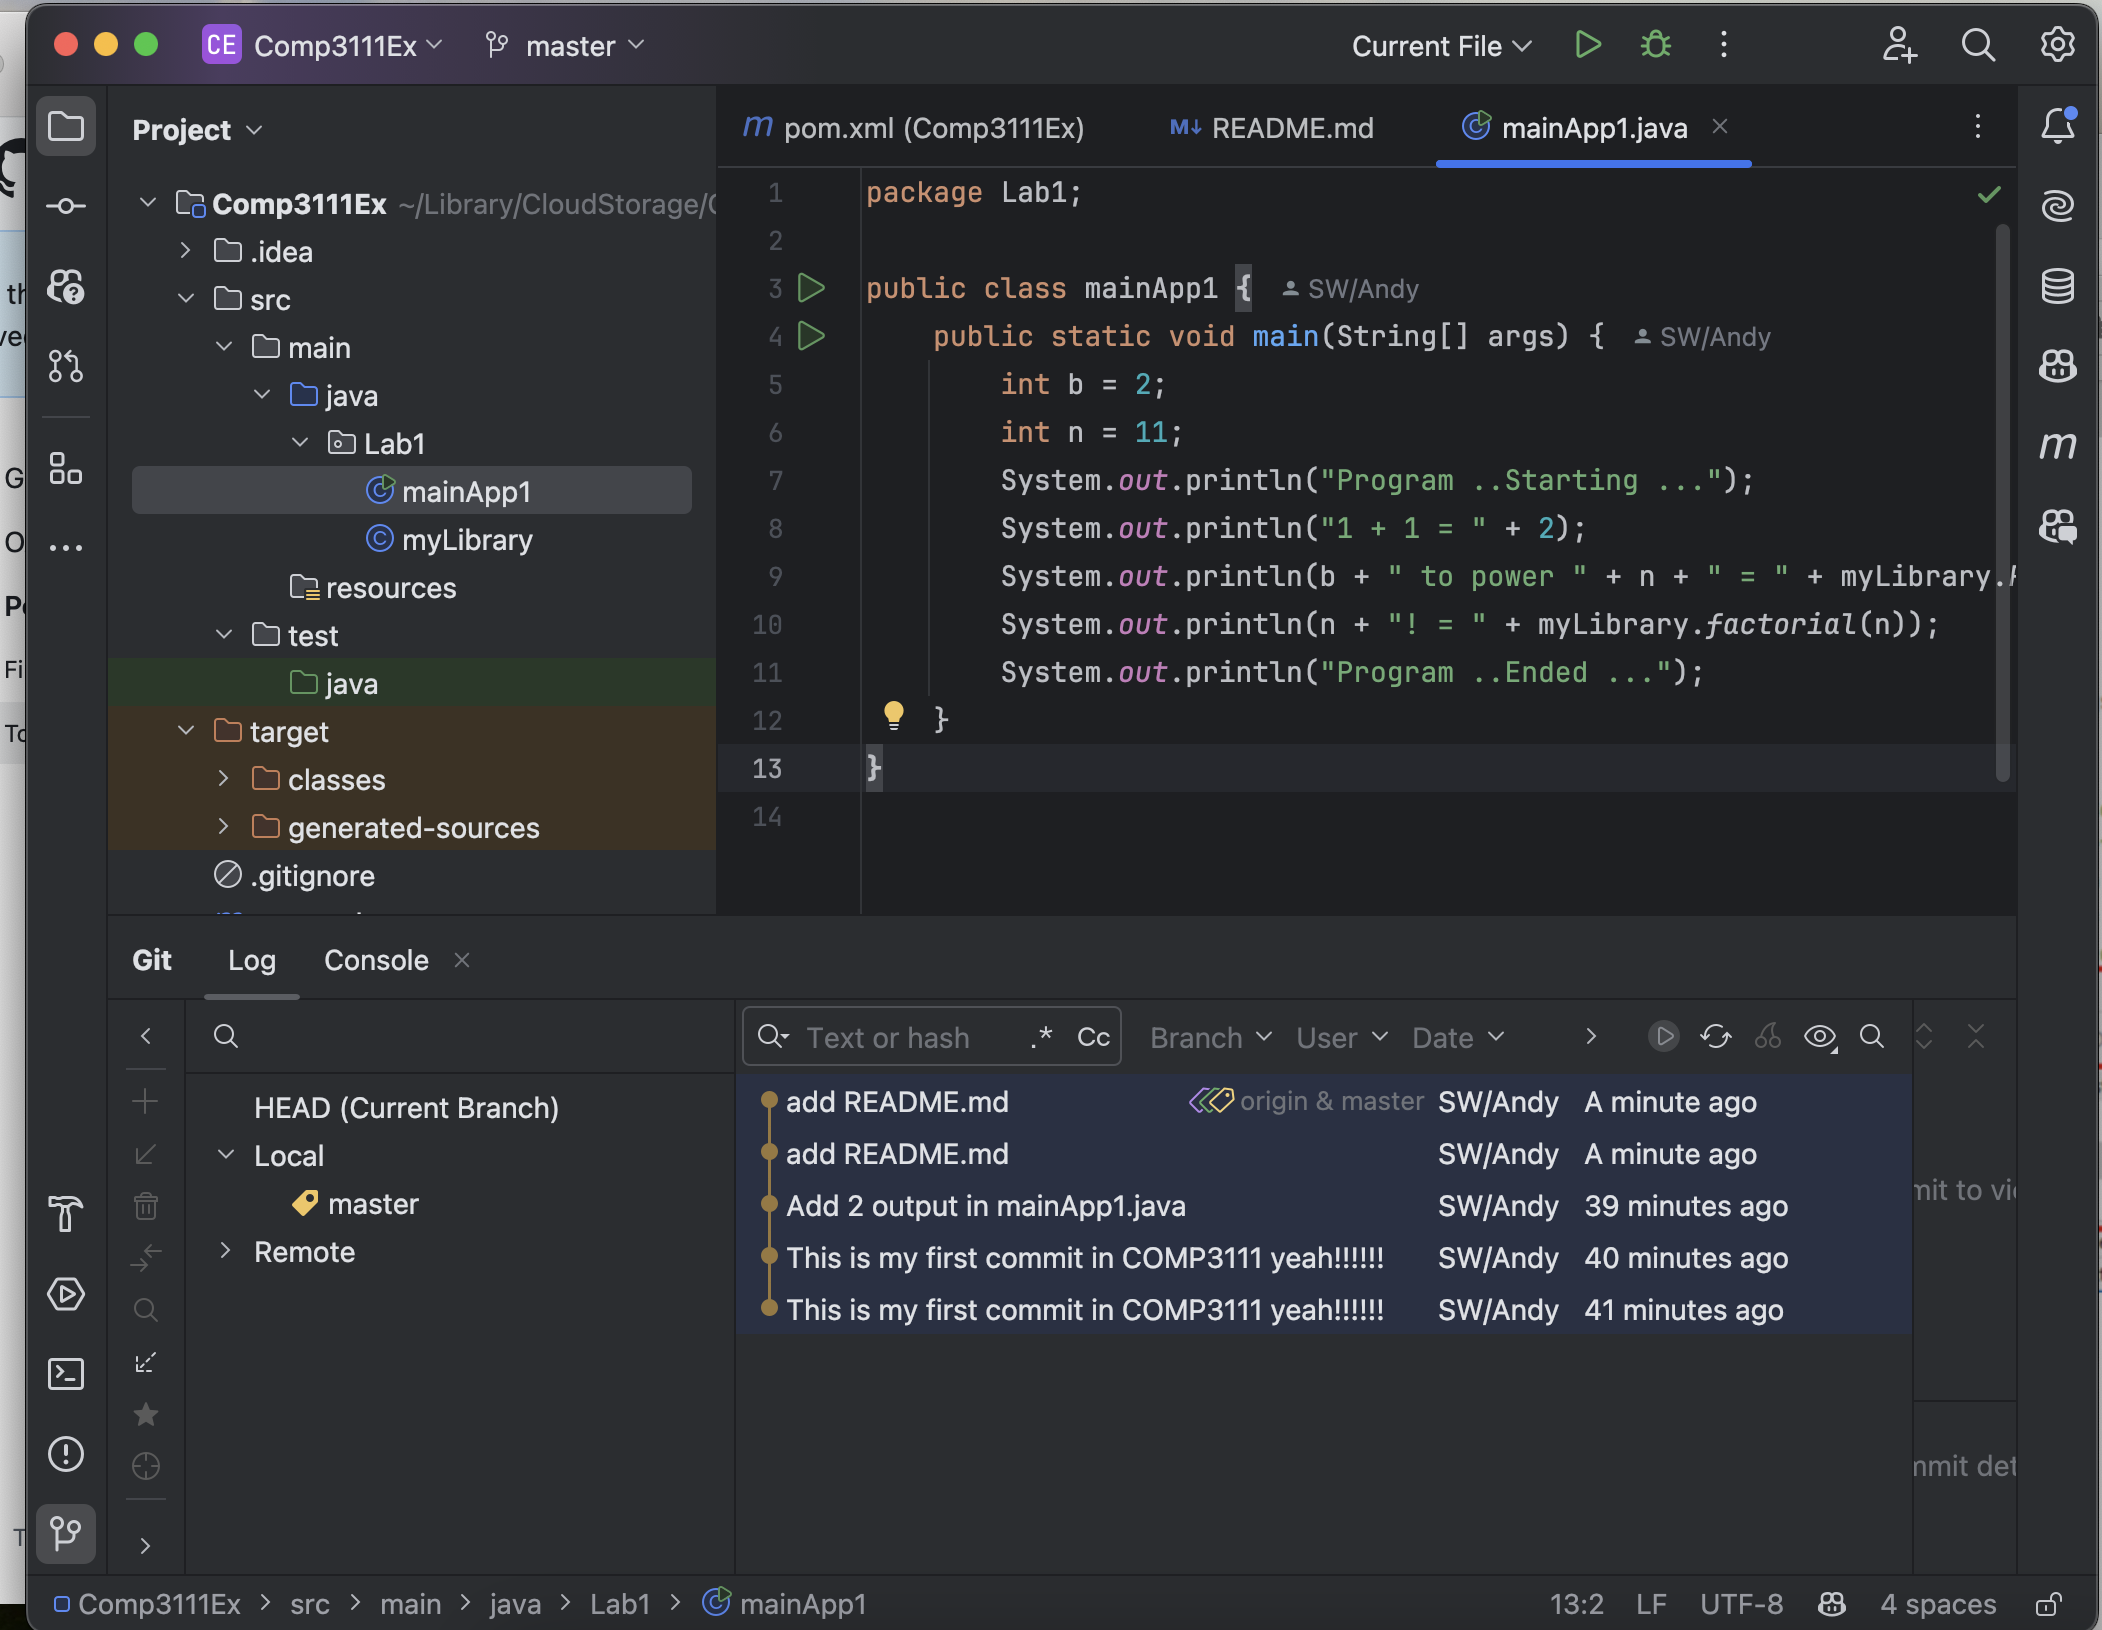 CE Comp3111Ex master Current File
Project
pom.xml (Comp3111Ex) M↓ README.md mainApp1.java
Comp3111Ex ~/Library/CloudStorage/
.idea
src
main
java
Lab1
mainApp1
myLibrary
resources
test
java
target
classes
generated-sources
.gitignore
1 package Lab1;
2
3 public class mainApp1 { SW/Andy
4 public static void main(String[] args) { SW/Andy
5 int b = 2;
6 int n = 11;
7 System.out.println("Program ..Starting ...");
8 System.out.println("1 + 1 = " + 2);
9 System.out.println(b + " to power " + n + " = " + myLibrary.
10 System.out.println(n + "! = " + myLibrary.factorial(n));
11 System.out.println("Program ..Ended ...");
12 }
13 }
14
Git Log Console
Text or hash .* Cc Branch User Date
HEAD (Current Branch)
Local
master
Remote
add README.md origin & master SW/Andy A minute ago
add README.md SW/Andy A minute ago
Add 2 output in mainApp1.java SW/Andy 39 minutes ago
This is my first commit in COMP3111 yeah!!!!!! SW/Andy 40 minutes ago
This is my first commit in COMP3111 yeah!!!!!! SW/Andy 41 minutes ago
mit to vi
mmit det
Comp3111Ex > src > main > java > Lab1 > mainApp1 13:2 LF UTF-8 4 spaces